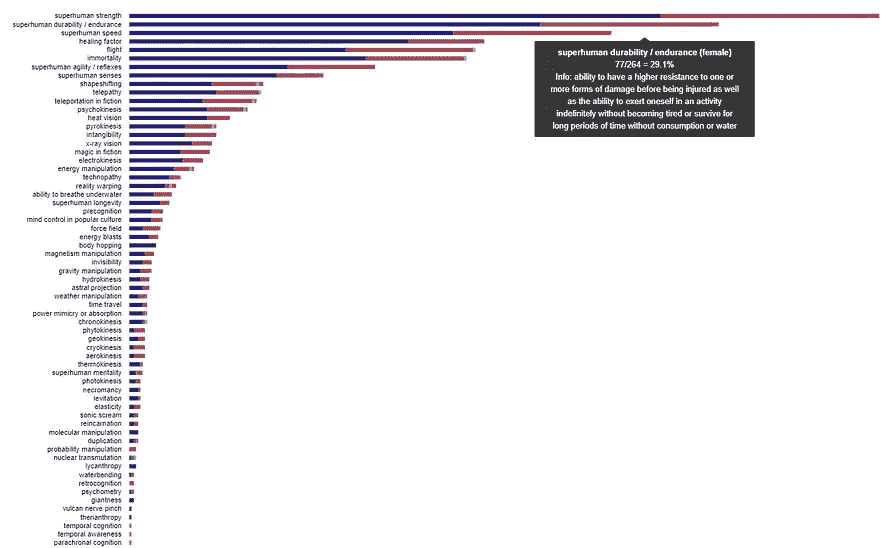 superhuman strength
superhuman durability / endurance
superhuman speed
healing factor
flight
immortality
superhuman agility / reflexes
superhuman senses
shapeshifting
telepathy
teleportation in fiction
psychokinesis
heat vision
pyrokinesis
intangibility
x-ray vision
magic in fiction
electrokinesis
energy manipulation
technopathy
reality warping
ability to breathe underwater
superhuman longevity
precognition
mind control in popular culture
force field
energy blasts
body hopping
magnetism manipulation
invisibility
gravity manipulation
hydrokinesis
astral projection
weather manipulation
time travel
power mimicry or absorption
chronokinesis
phytokinesis
geokinesis
cryokinesis
aerokinesis
thermokinesis
superhuman mentality
photokinesis
necromancy
levitation
elasticity
sonic scream
reincarnation
molecular manipulation
duplication
probability manipulation
nuclear transmutation
lycanthropy
waterbending
retrocognition
psychometry
giantness
vulcan nerve pinch
therianthropy
temporal cognition
temporal awareness
parachronal cognition
superhuman durability / endurance (female)
77/264 = 29.1%
Info: ability to have a higher resistance to one or
more forms of damage before being injured as well
as the ability to exert oneself in an activity
indefinitely without becoming tired or survive for
long periods of time without consumption or water